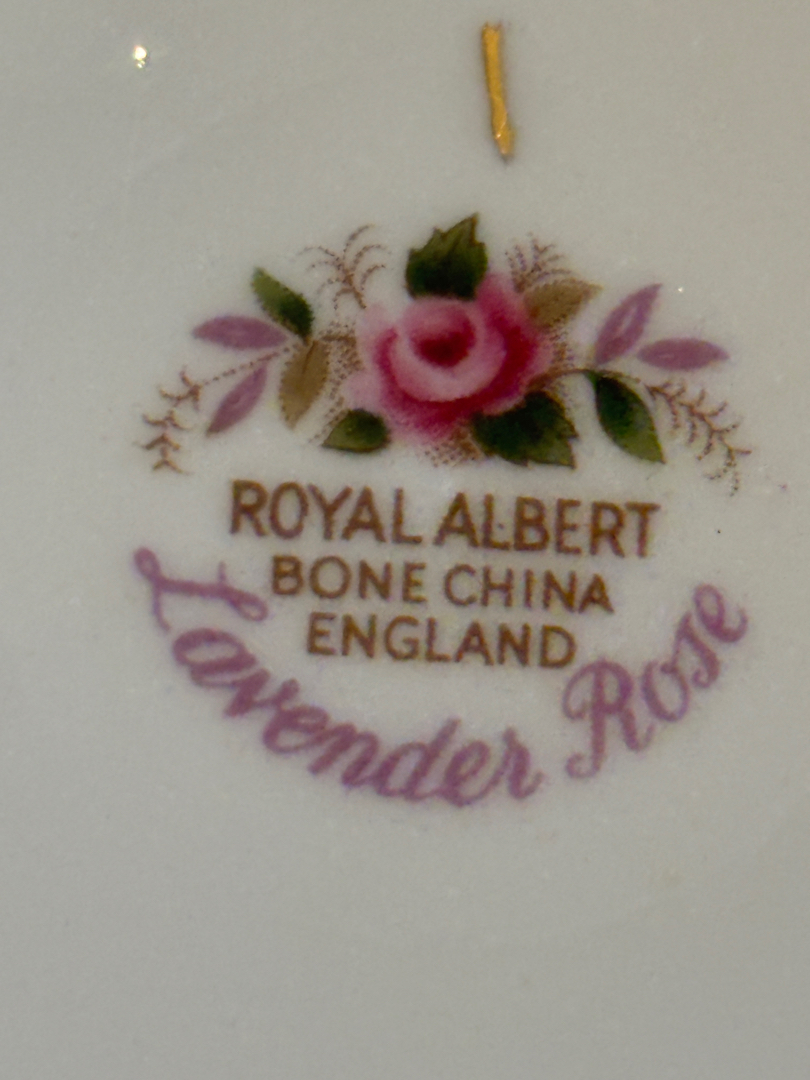 ROYAL ALBERT
BONE CHINA
ENGLAND
Lavender Rose